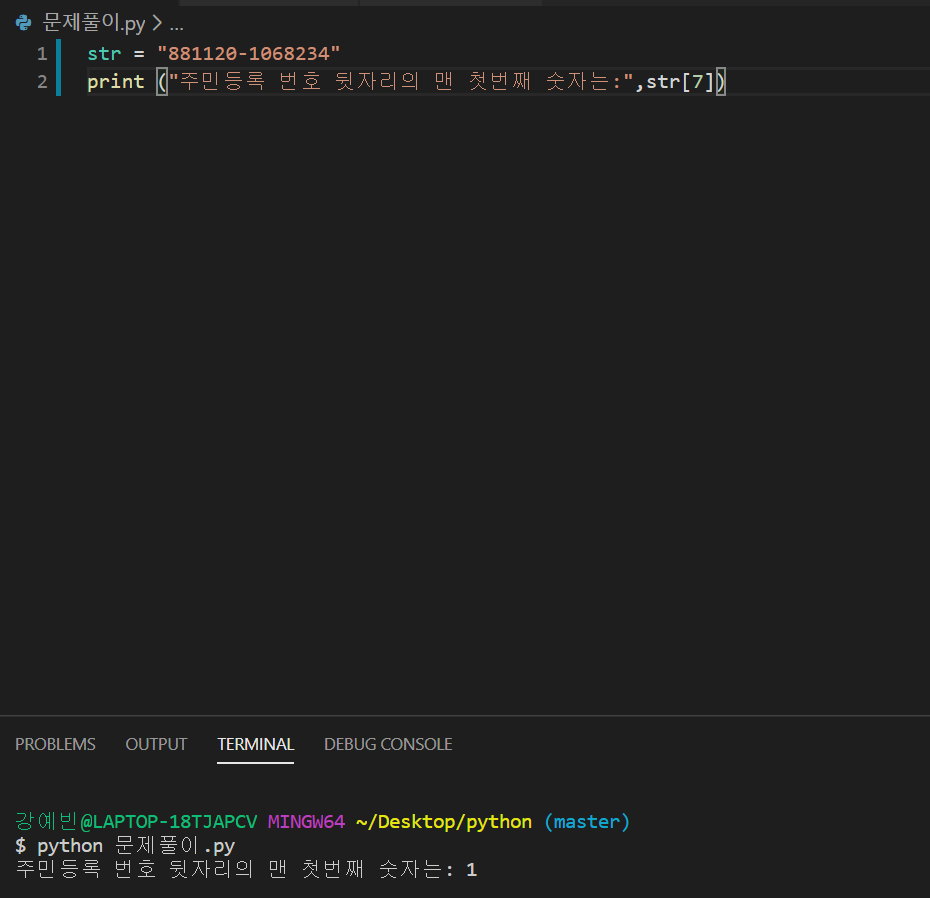 문제풀이.py > ...
1 str = "881120-1068234"
2 print ("주민등록 번호 뒷자리의 맨 첫번째 숫자는:",str[7])
PROBLEMS OUTPUT TERMINAL DEBUG CONSOLE
강예빈@LAPTOP-18TJAPCV MINGW64 ~/Desktop/python (master)
$ python 문제풀이.py
주민등록 번호 뒷자리의 맨 첫번째 숫자는: 1